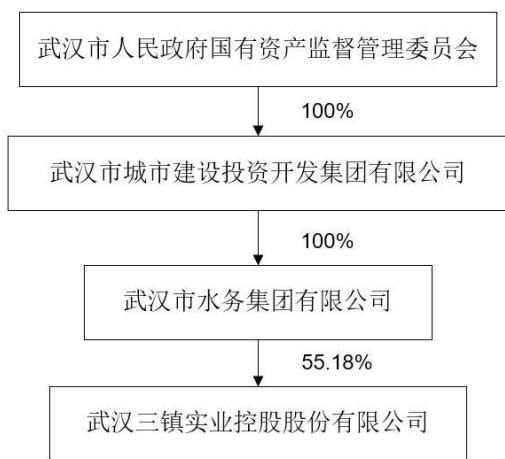 武汉市人民政府国有资产监督管理委员会
100%
武汉市城市建设投资开发集团有限公司
100%
武汉市水务集团有限公司
55.18%
武汉三镇实业控股股份有限公司